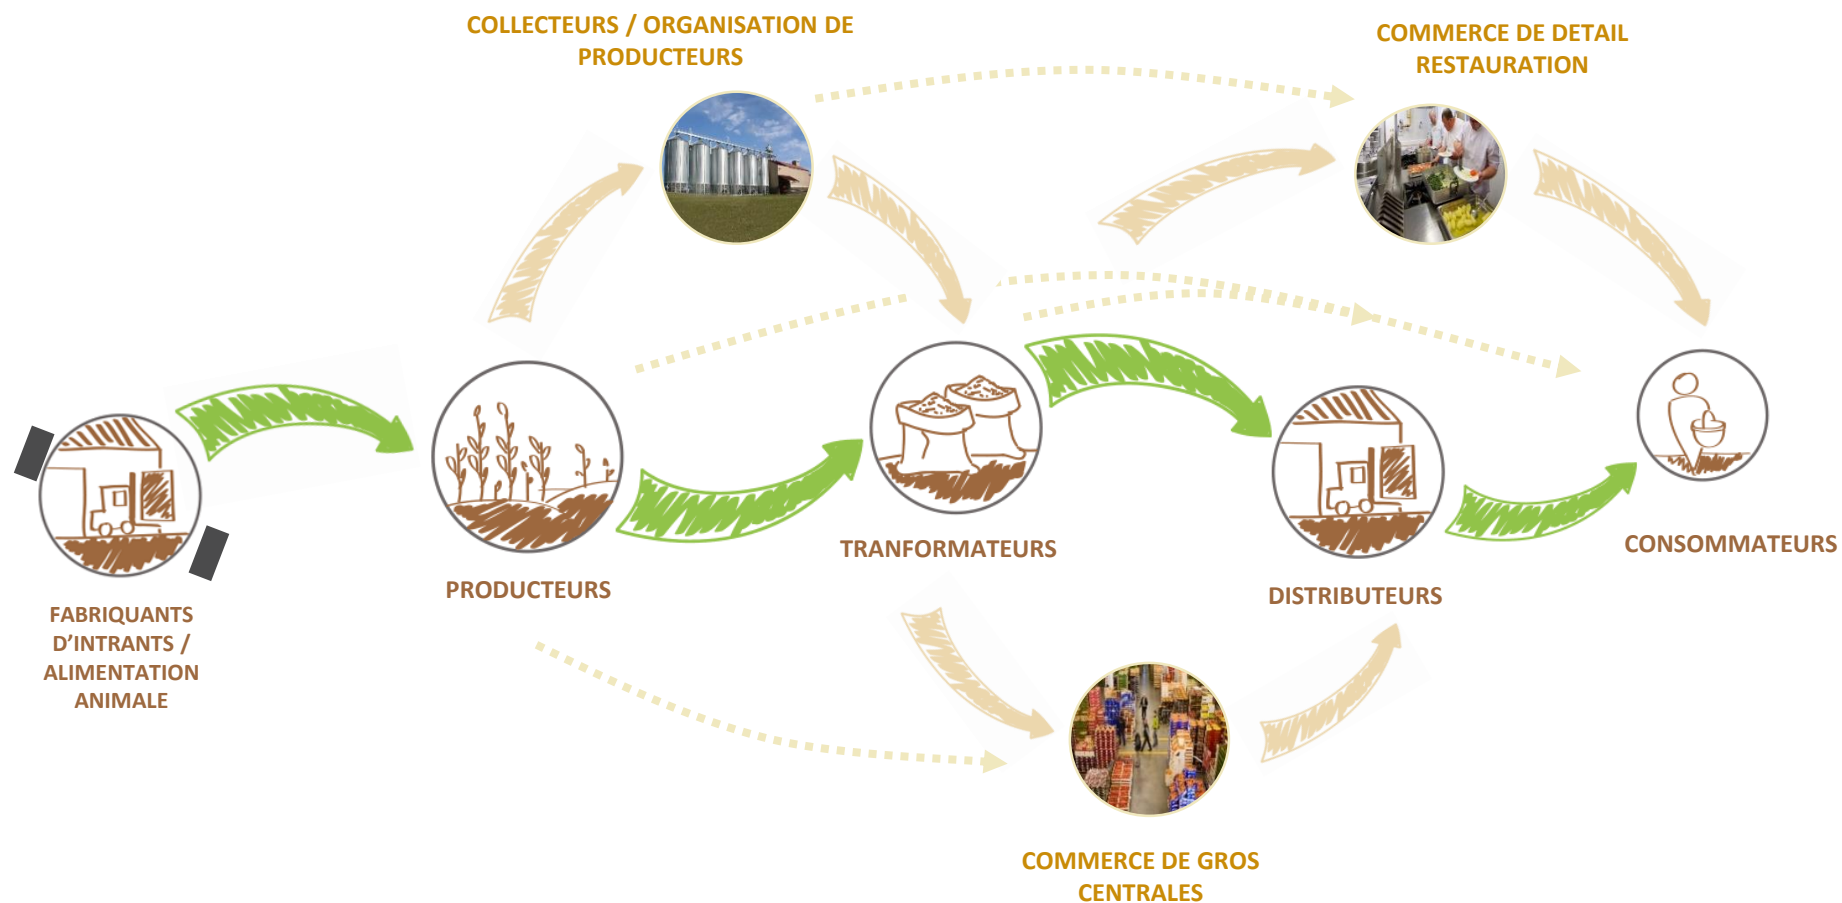 COLLECTEURS / ORGANISATION DE
PRODUCTEURS
COMMERCE DE DETAIL
RESTAURATION
FABRIQUANTS
D’INTRANTS /
ALIMENTATION
ANIMALE
PRODUCTEURS
TRANFORMATEURS
DISTRIBUTEURS
CONSOMMATEURS
COMMERCE DE GROS
CENTRALES